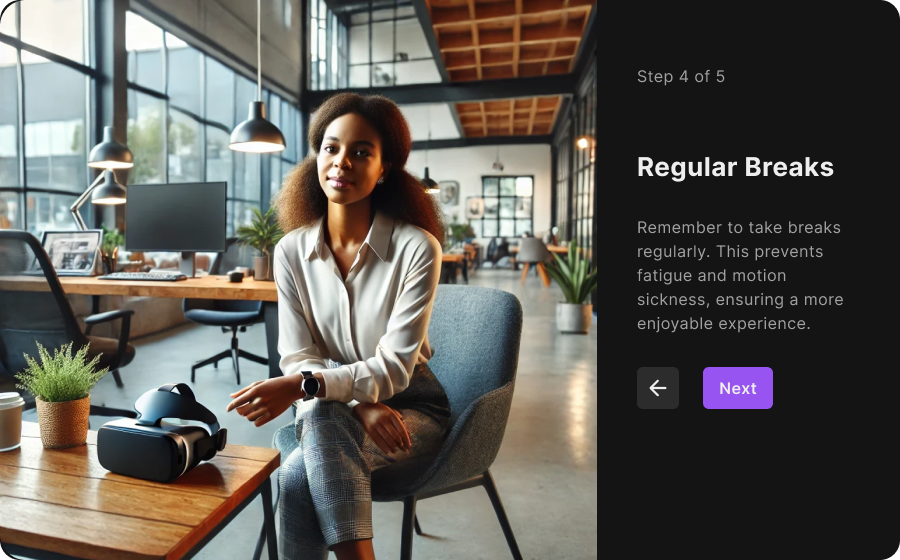 Step 4 of 5
Regular Breaks
Remember to take breaks
regularly. This prevents
fatigue and motion
sickness, ensuring a more
enjoyable experience.
Next